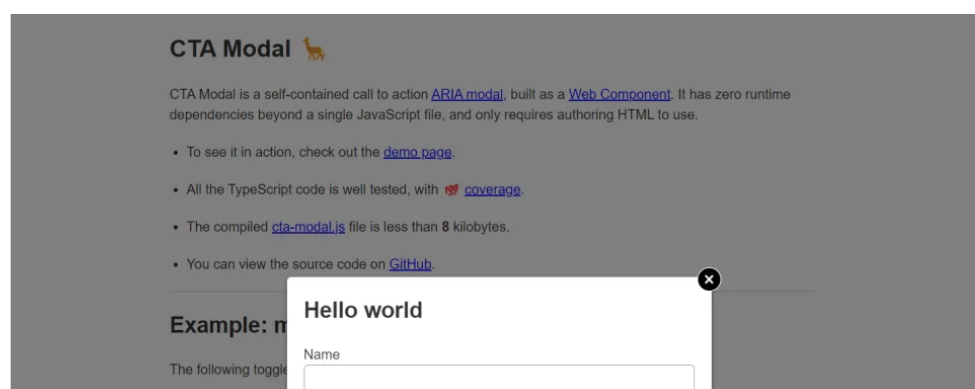 CTA Modal 🦒
CTA Modal is a self-contained call to action ARIA modal, built as a Web Component. It has zero runtime
dependencies beyond a single JavaScript file, and only requires authoring HTML to use.
• To see it in action, check out the demo page.
• All the TypeScript code is well tested, with 💯 coverage.
• The compiled cta-modal.js file is less than 8 kilobytes.
• You can view the source code on GitHub.
Hello world
Example: m
Name
The following toggle